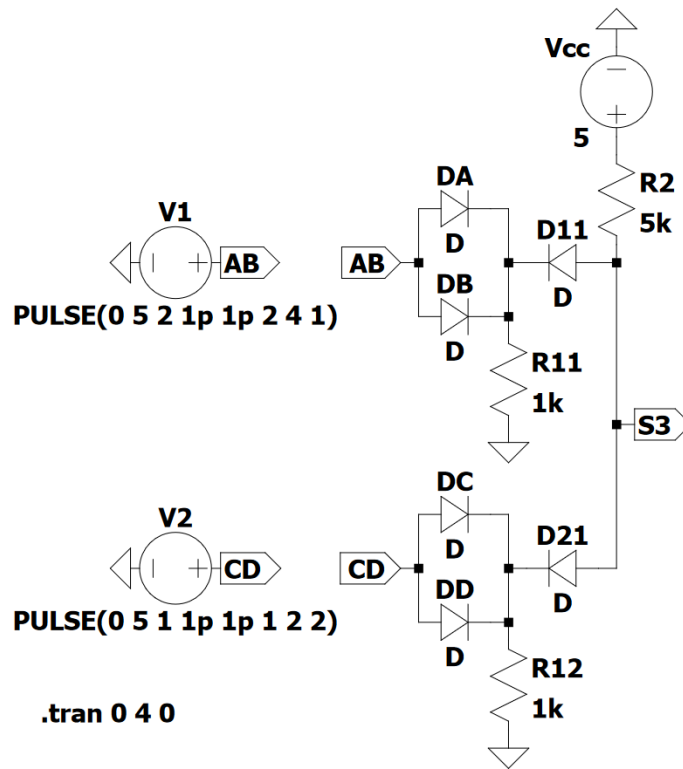 Vcc
5
R2
5k
V1
AB
PULSE(0 5 2 1p 1p 2 4 1)
DA
D
AB
DB
D
D11
D
R11
1k
S3
V2
CD
PULSE(0 5 1 1p 1p 1 2 2)
DC
D
CD
DD
D
D21
D
R12
1k
.tran 0 4 0